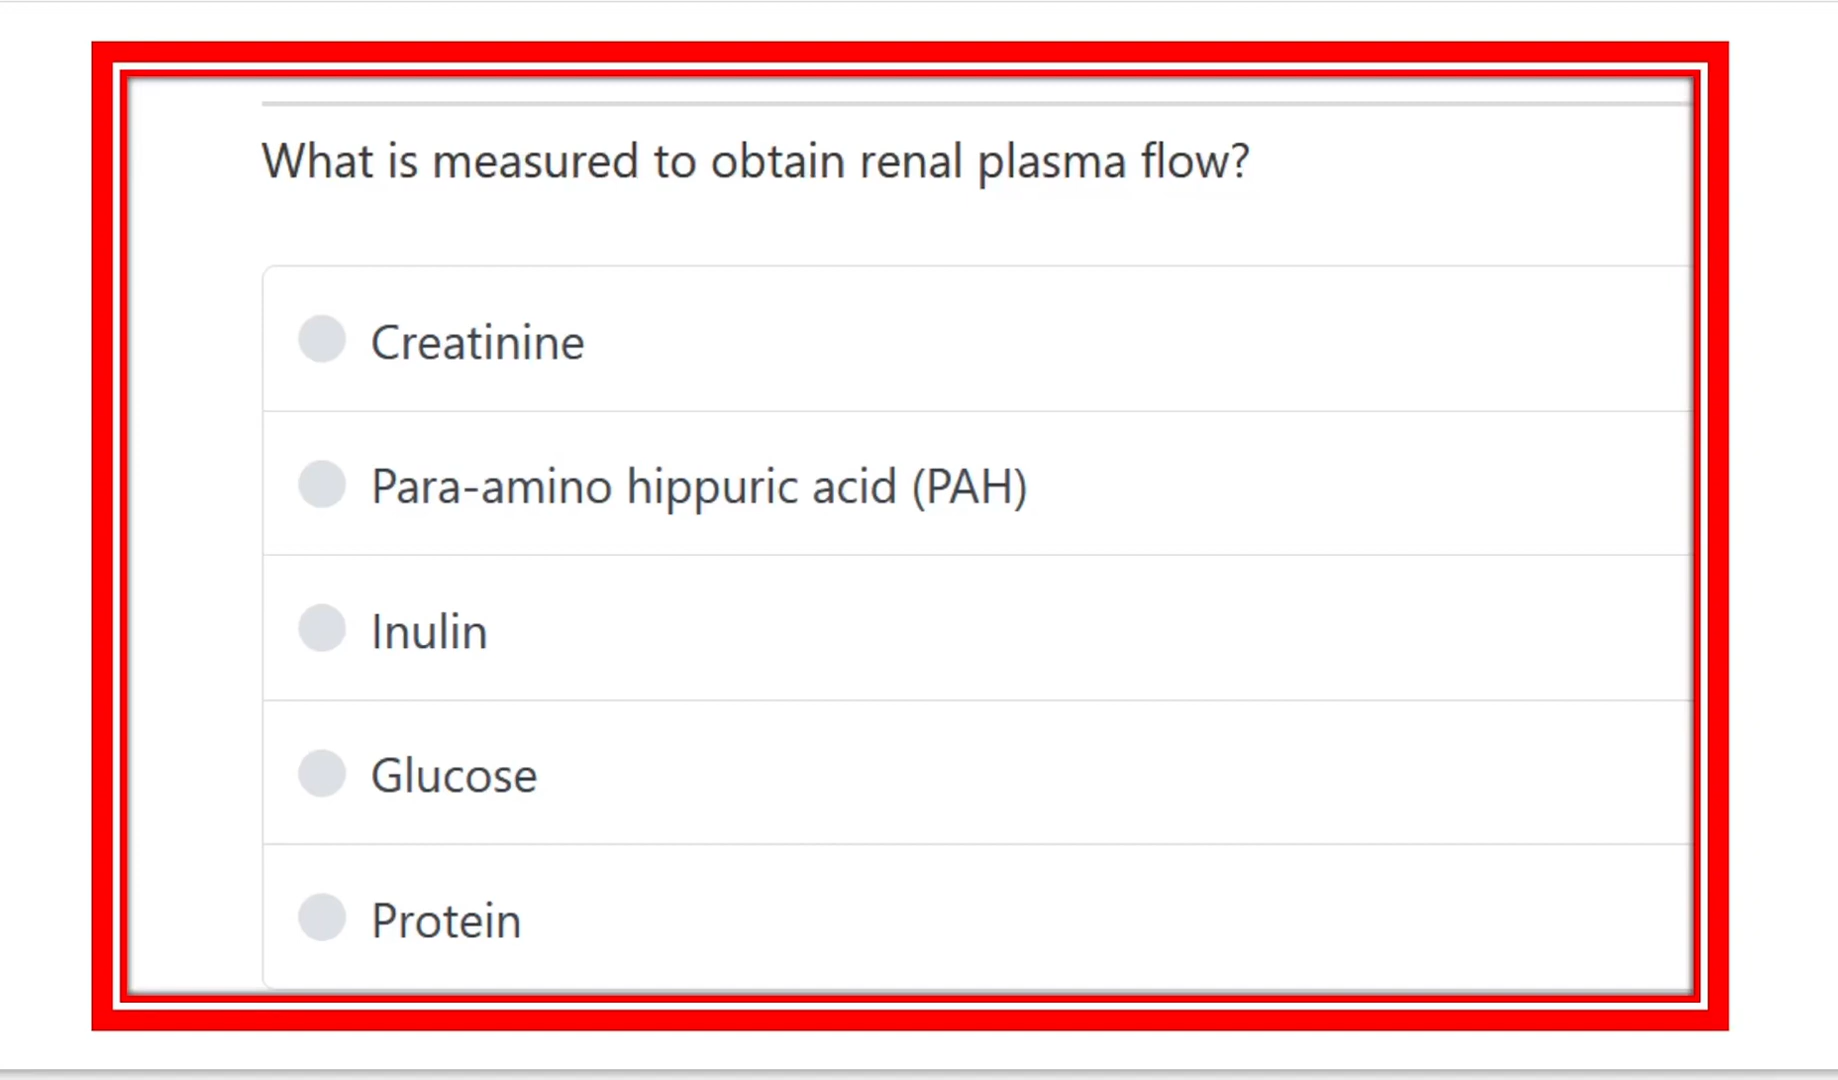 What is measured to obtain renal plasma flow?
Creatinine
Para-amino hippuric acid (PAH)
Inulin
Glucose
Protein